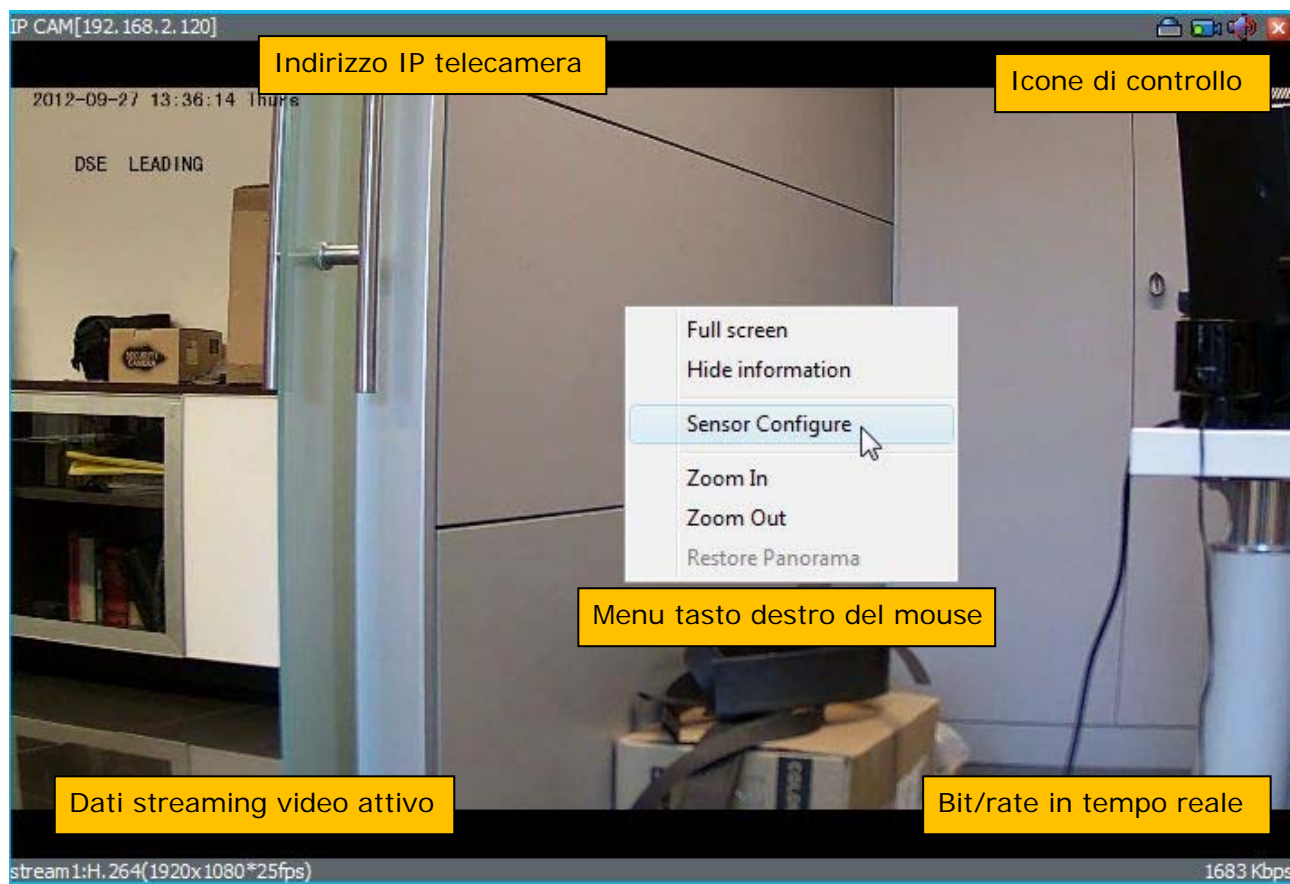 IP CAM[192.168.2.120]
Indirizzo IP telecamera
Icone di controllo
2012-09-27 13:36:14 Thurs
DSE LEADING
SECURITY
CAMERA
Full screen
Hide information
Sensor Configure
Zoom In
Zoom Out
Restore Panorama
Menu tasto destro del mouse
Dati streaming video attivo
Bit/rate in tempo reale
stream1:H.264(1920x1080*25fps)
1683 Kbps